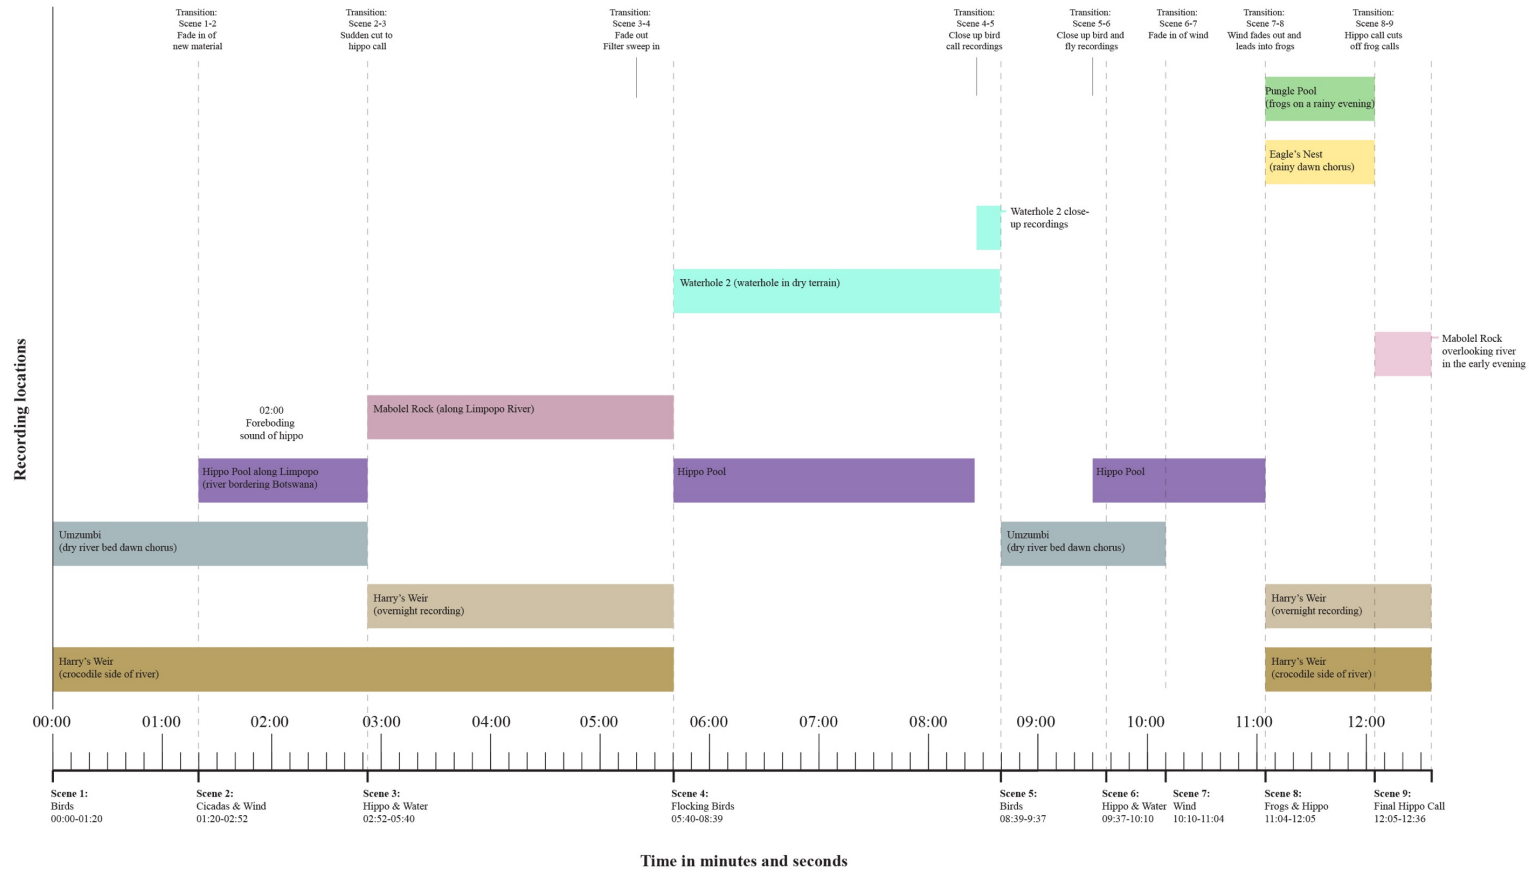 Transition:
Scene 1-2
Fade in of
new material
Transition:
Scene 2-3
Sudden cut to
hippo call
Transition:
Scene 3-4
Fade out
Filter sweep in
Transition:
Scene 4-5
Close up bird
call recordings
Transition:
Scene 5-6
Close up bird and
fly recordings
Transition:
Scene 6-7
Fade in of wind
Transition:
Scene 7-8
Wind fades out and
leads into frogs
Transition:
Scene 8-9
Hippo call cuts
off frog calls
Pungle Pool
(frogs on a rainy evening)
Eagle's Nest
(rainy dawn chorus)
Waterhole 2 close-
up recordings
Waterhole 2 (waterhole in dry terrain)
Mabolel Rock
overlooking river
in the early evening
Recording locations
02:00
Foreboding
sound of hippo
Mabolel Rock (along Limpopo River)
Hippo Pool along Limpopo
(river bordering Botswana)
Hippo Pool
Hippo Pool
Umzumbi
(dry river bed dawn chorus)
Umzumbi
(dry river bed dawn chorus)
Harry's Weir
(overnight recording)
Harry's Weir
(overnight recording)
Harry's Weir
(crocodile side of river)
Harry's Weir
(crocodile side of river)
00:00
01:00
02:00
03:00
04:00
05:00
06:00
07:00
08:00
09:00
10:00
11:00
12:00
Scene 1:
Birds
00:00-01:20
Scene 2:
Cicadas & Wind
01:20-02:52
Scene 3:
Hippo & Water
02:52-05:40
Scene 4:
Flocking Birds
05:40-08:39
Scene 5:
Birds
08:39-9:37
Scene 6:
Hippo & Water
09:37-10:10
Scene 7:
Wind
10:10-11:04
Scene 8:
Frogs & Hippo
11:04-12:05
Scene 9:
Final Hippo Call
12:05-12:36
Time in minutes and seconds